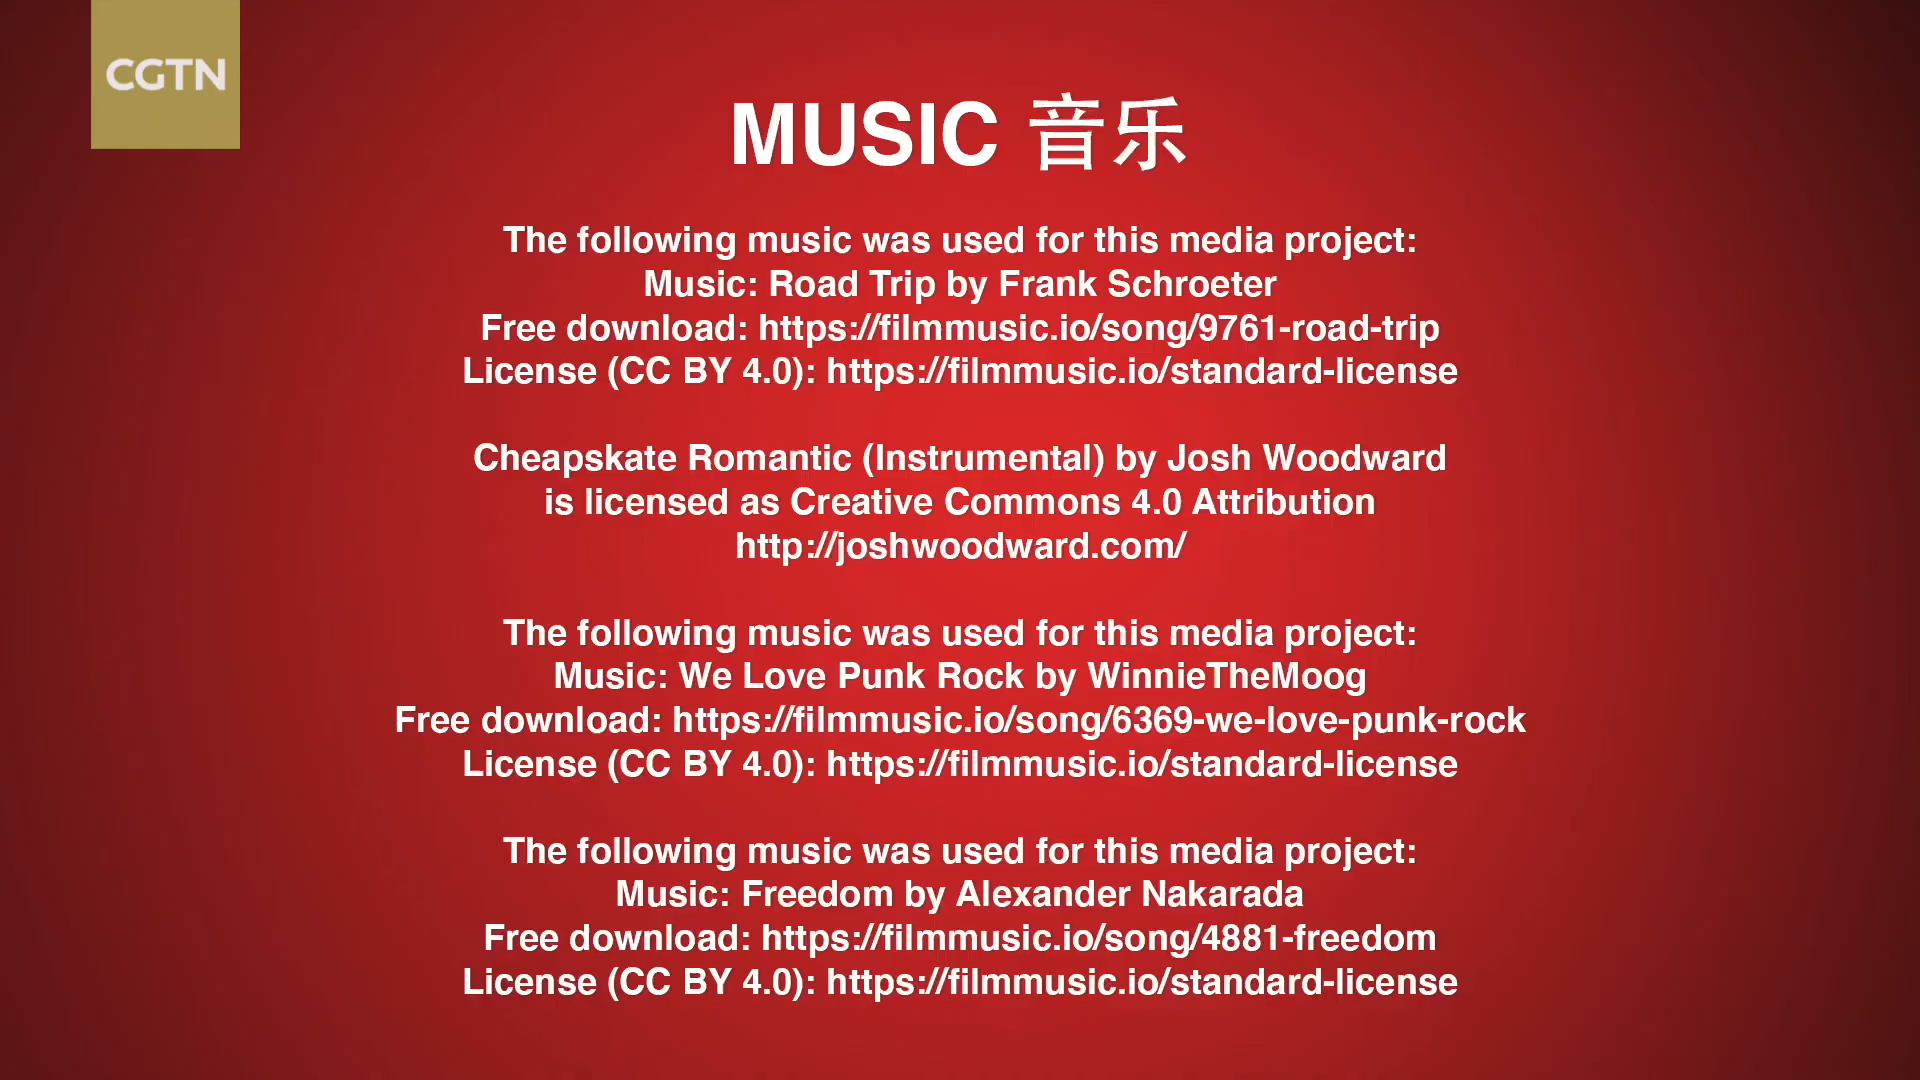 CGTN
MUSIC 音乐
The following music was used for this media project:
Music: Road Trip by Frank Schroeter
Free download: https://filmmusic.io/song/9761-road-trip
License (CC BY 4.0): https://filmmusic.io/standard-license
Cheapskate Romantic (Instrumental) by Josh Woodward
is licensed as Creative Commons 4.0 Attribution
http://joshwoodward.com/
The following music was used for this media project:
Music: We Love Punk Rock by WinnieTheMoog
Free download: https://filmmusic.io/song/6369-we-love-punk-rock
License (CC BY 4.0): https://filmmusic.io/standard-license
The following music was used for this media project:
Music: Freedom by Alexander Nakarada
Free download: https://filmmusic.io/song/4881-freedom
License (CC BY 4.0): https://filmmusic.io/standard-license